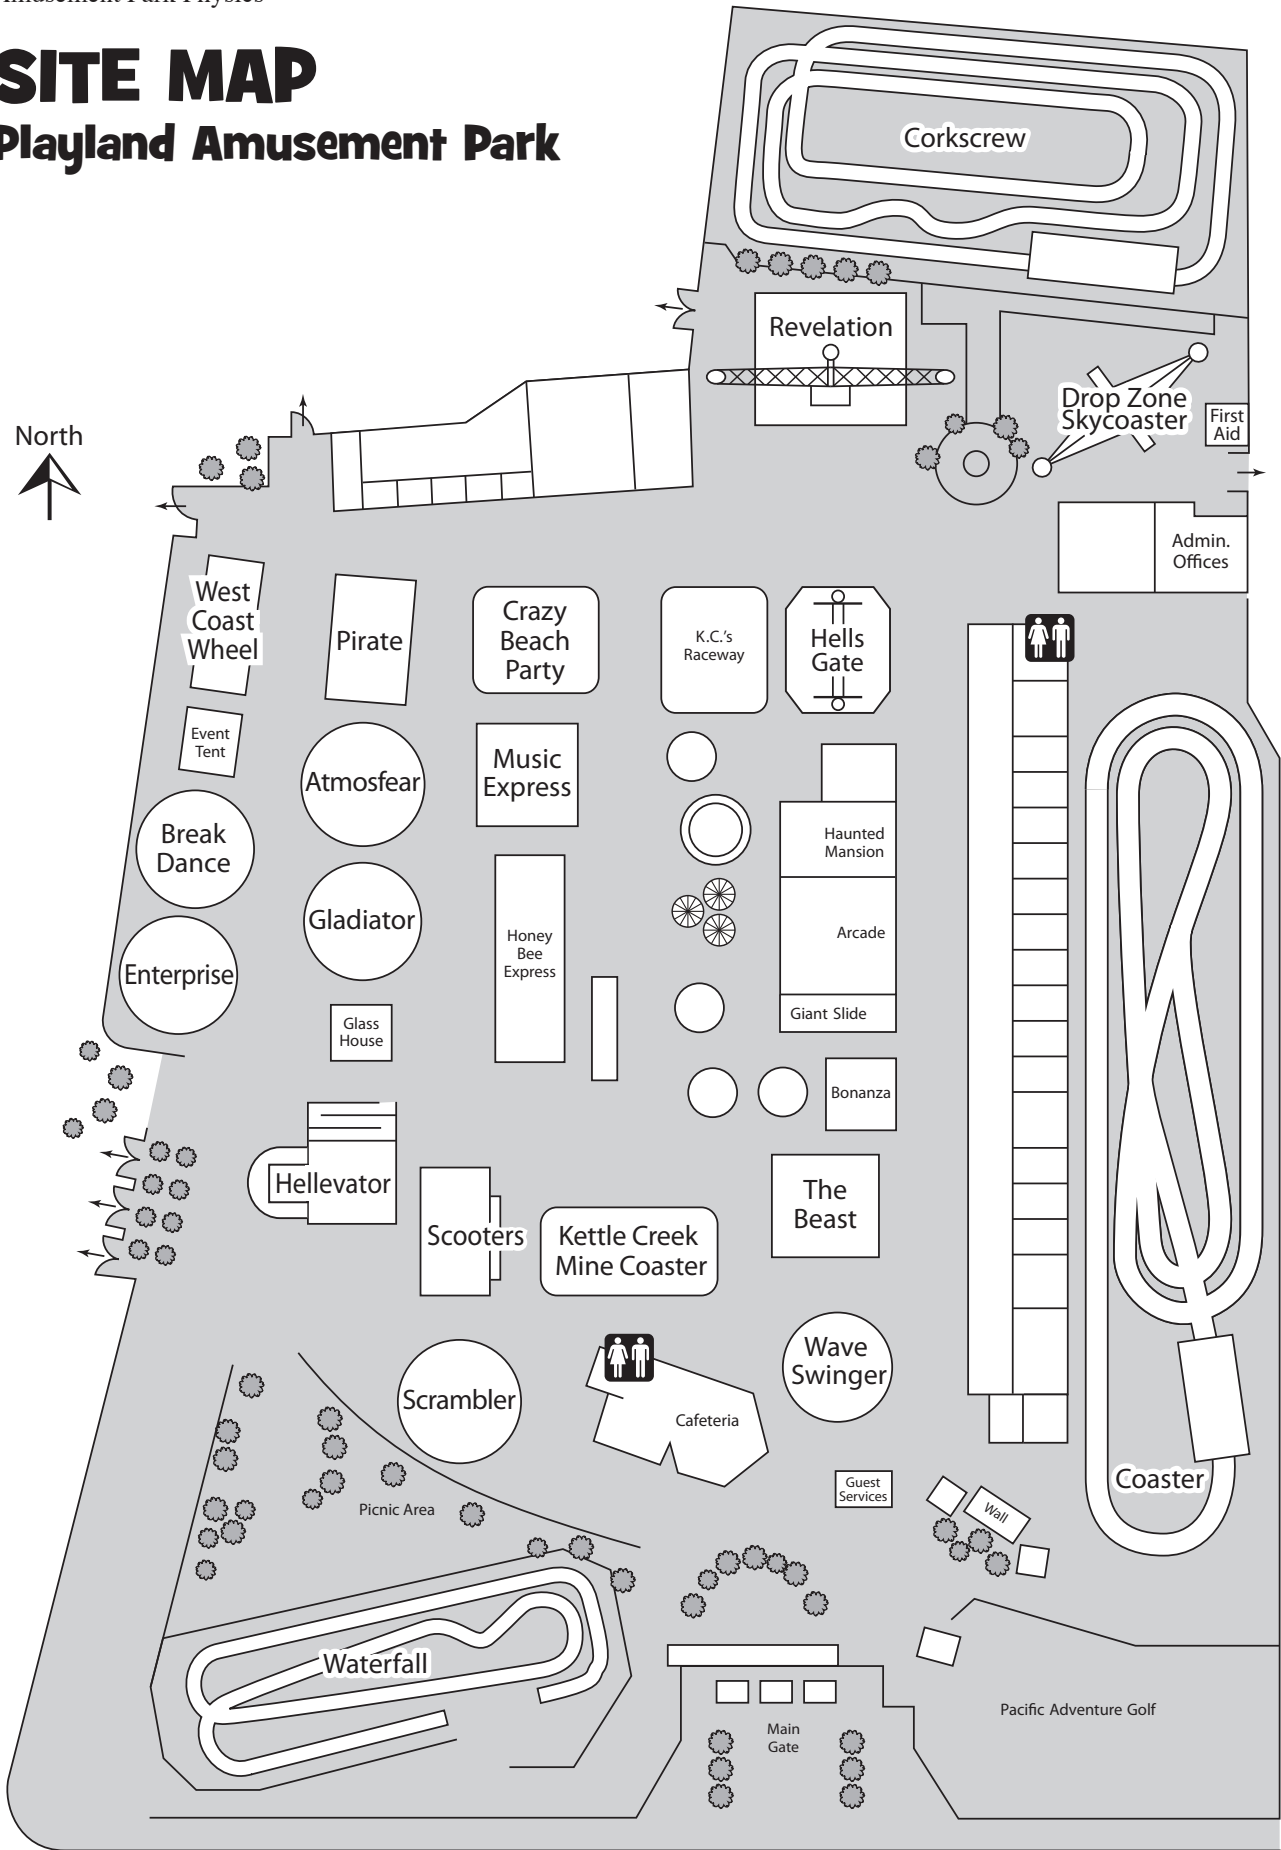 Amusement Park Physics
SITE MAP
Playland Amusement Park
Corkscrew
Revelation
Drop Zone
Skycoaster
First
Aid
North
Admin.
Offices
West
Coast
Wheel
Pirate
Crazy
Beach
Party
K.C.'s
Raceway
Hells
Gate
Event
Tent
Atmosfear
Music
Express
Break
Dance
Haunted
Mansion
Gladiator
Honey
Bee
Express
Arcade
Enterprise
Glass
House
Giant Slide
Bonanza
Hellevator
Scooters
Kettle Creek
Mine Coaster
The
Beast
Scrambler
Cafeteria
Wave
Swinger
Guest
Services
Wall
Coaster
Picnic Area
Waterfall
Main
Gate
Pacific Adventure Golf